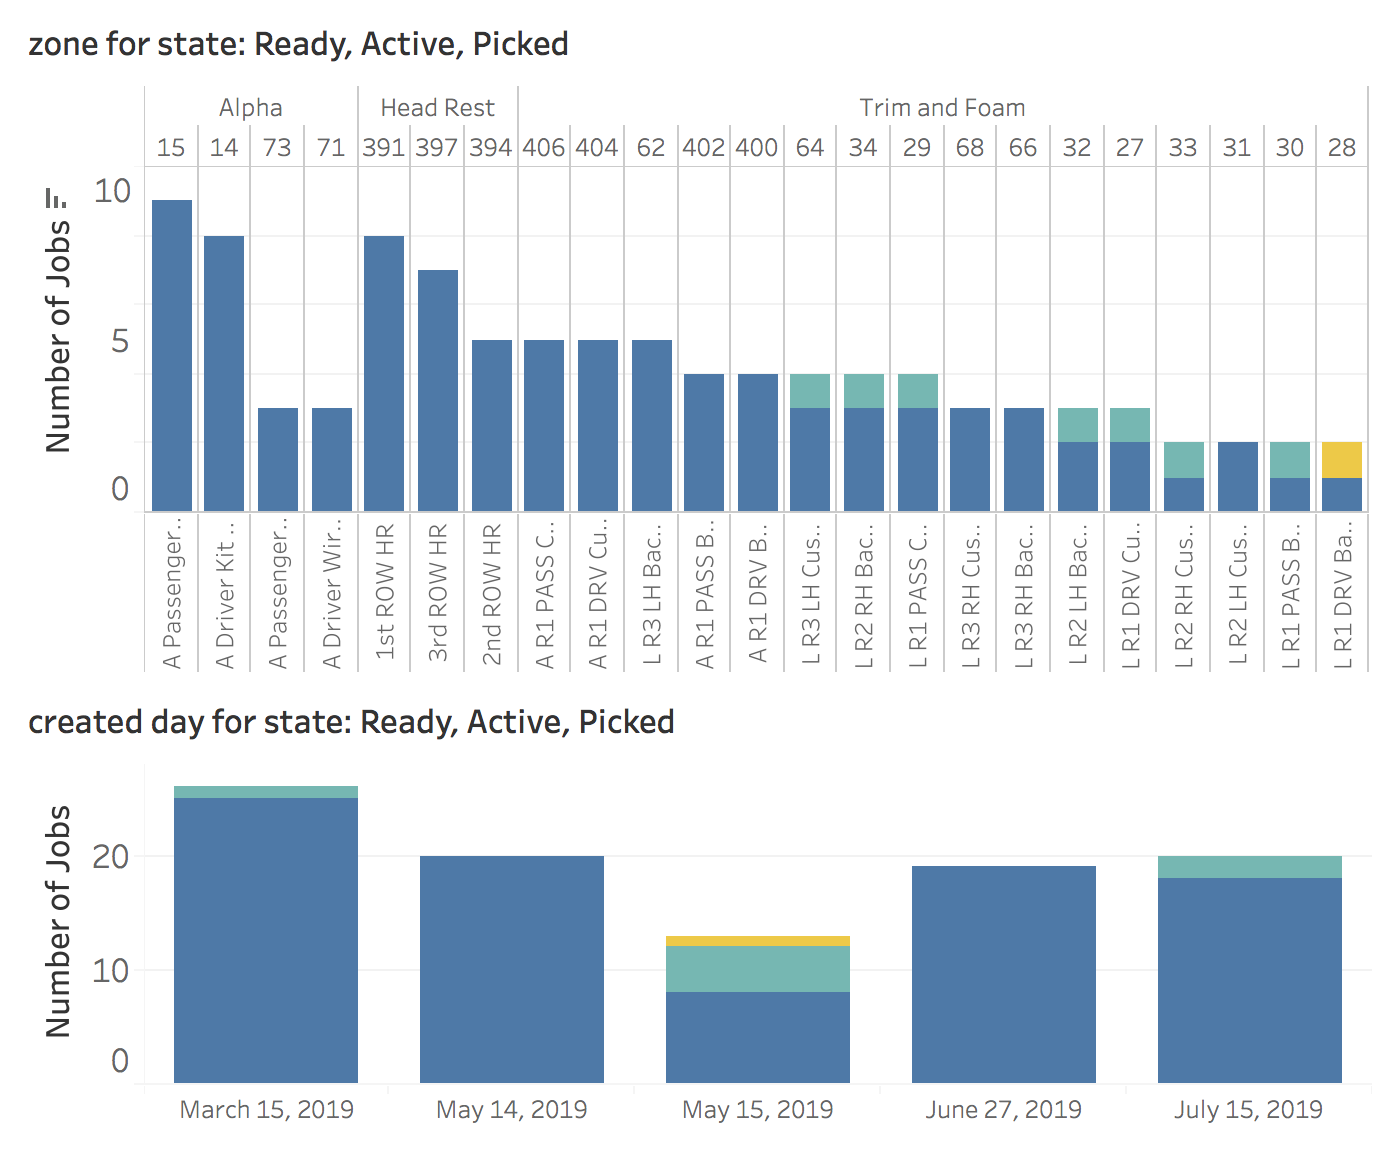 zone for state: Ready, Active, Picked
Alpha Head Rest Trim and Foam
15 14 73 71 391 397 394 406 404 62 402 400 64 34 29 68 66 32 27 33 31 30 28
Number of Jobs
10
5
0
A Passenger..
A Driver Kit ..
A Passenger..
A Driver Wir..
1st ROW HR
3rd ROW HR
2nd ROW HR
A R1 PASS C..
A R1 DRV Cu..
L R3 LH Bac..
A R1 PASS B..
A R1 DRV B..
L R3 LH Cus..
L R2 RH Bac..
L R1 PASS C..
L R3 RH Cus..
L R3 RH Bac..
L R2 LH Bac..
L R1 DRV Cu..
L R2 RH Cus..
L R2 LH Cus..
L R1 PASS B..
L R1 DRV Ba..
created day for state: Ready, Active, Picked
Number of Jobs
20
10
0
March 15, 2019 May 14, 2019 May 15, 2019 June 27, 2019 July 15, 2019